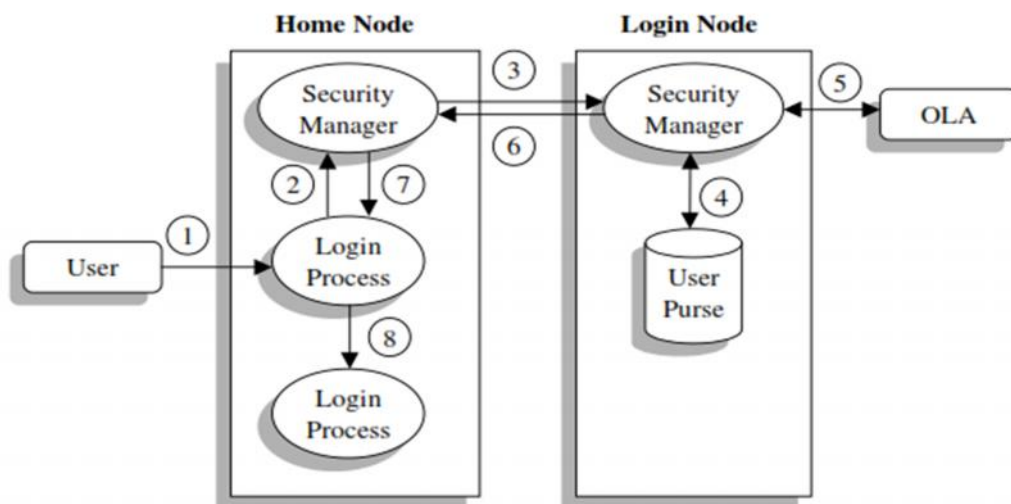 Home Node
Login Node
3
5
Security
Manager
Security
Manager
OLA
6
2
7
4
1
User
Login
Process
User
Purse
8
Login
Process